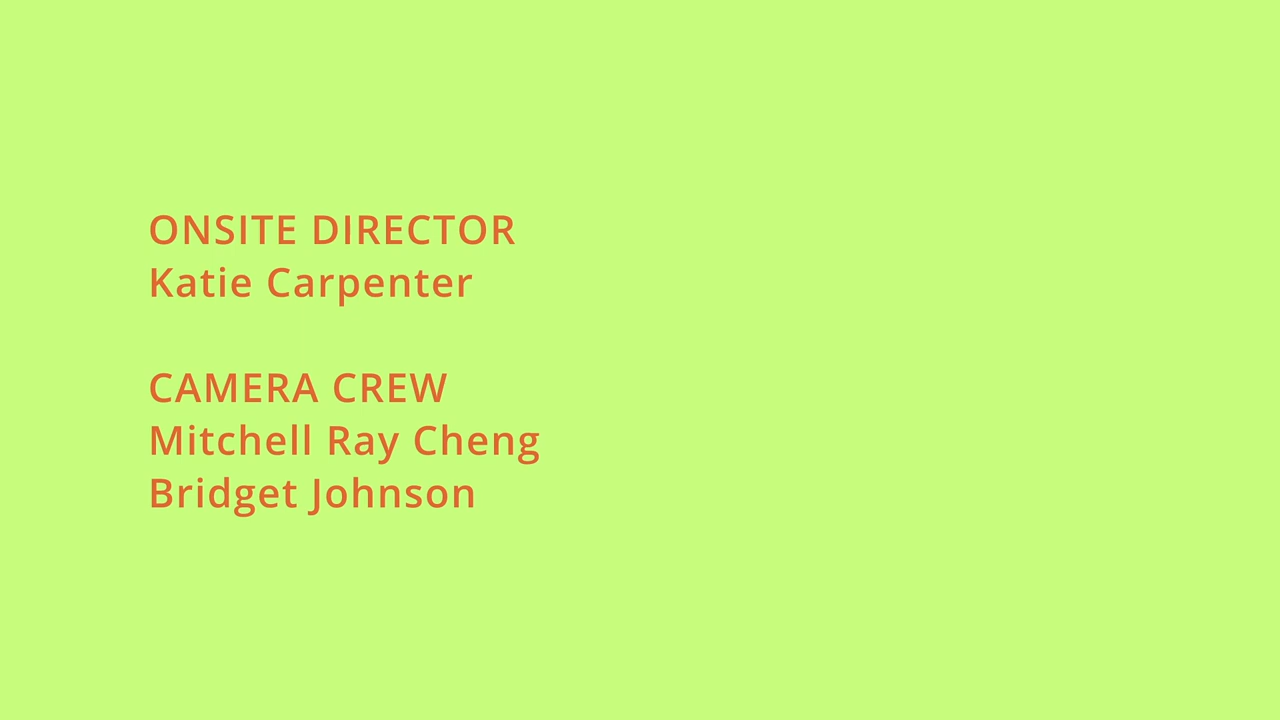 ONSITE DIRECTOR
Katie Carpenter
CAMERA CREW
Mitchell Ray Cheng
Bridget Johnson